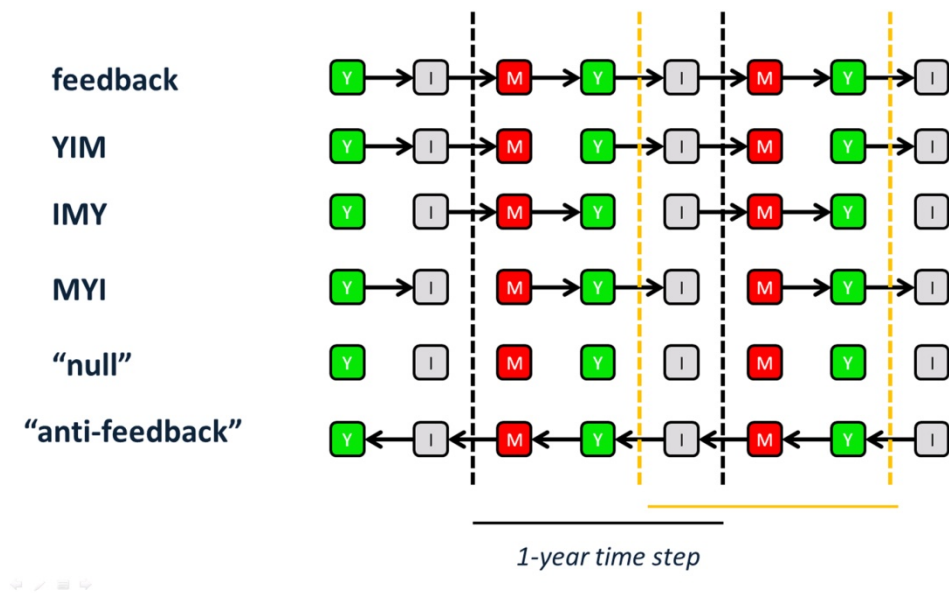 feedback Y I M Y I M Y I
YIM Y I M Y I M Y I
IMY Y I M Y I M Y I
MYI Y I M Y I M Y I
“null” Y I M Y I M Y I
“anti-feedback” Y I M Y I M Y I
1-year time step